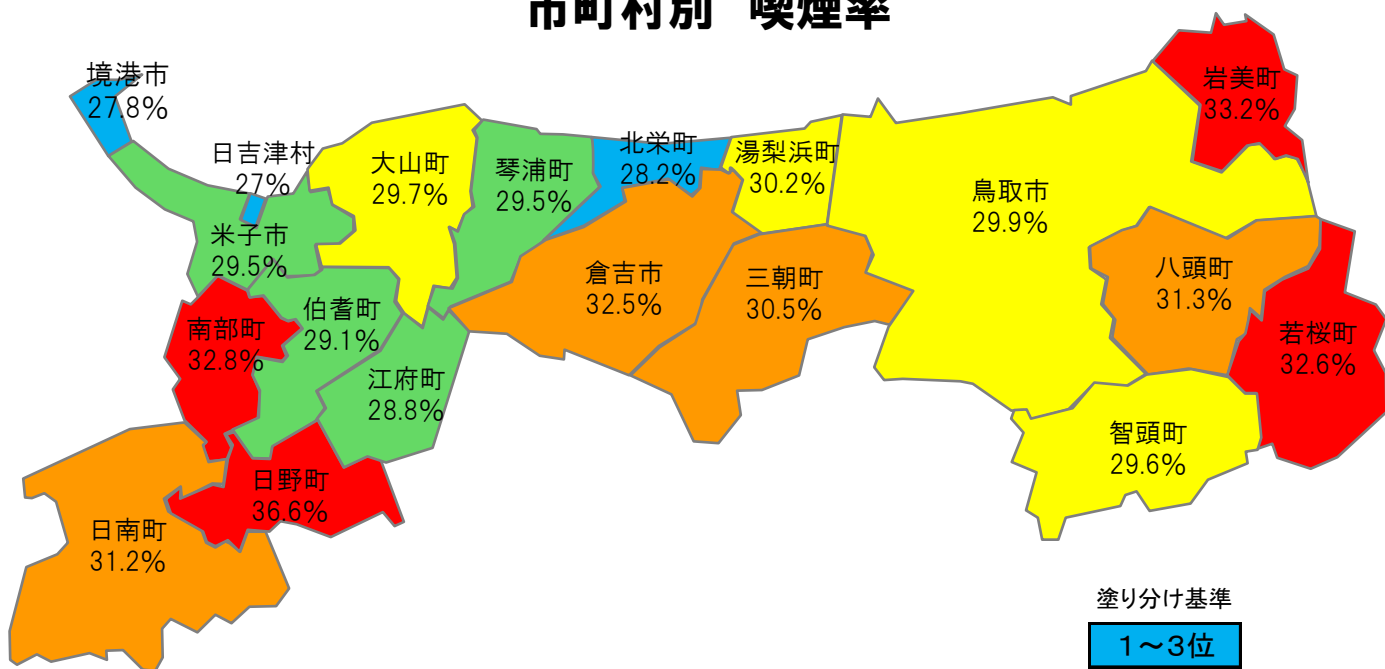 市町村別 喫煙率
境港市
27.8%
日吉津村
27%
大山町
29.7%
琴浦町
29.5%
北栄町
28.2%
湯梨浜町
30.2%
鳥取市
29.9%
岩美町
33.2%
米子市
29.5%
伯耆町
29.1%
南部町
32.8%
江府町
28.8%
倉吉市
32.5%
三朝町
30.5%
八頭町
31.3%
若桜町
32.6%
智頭町
29.6%
日野町
36.6%
日南町
31.2%
塗り分け基準
1～3位